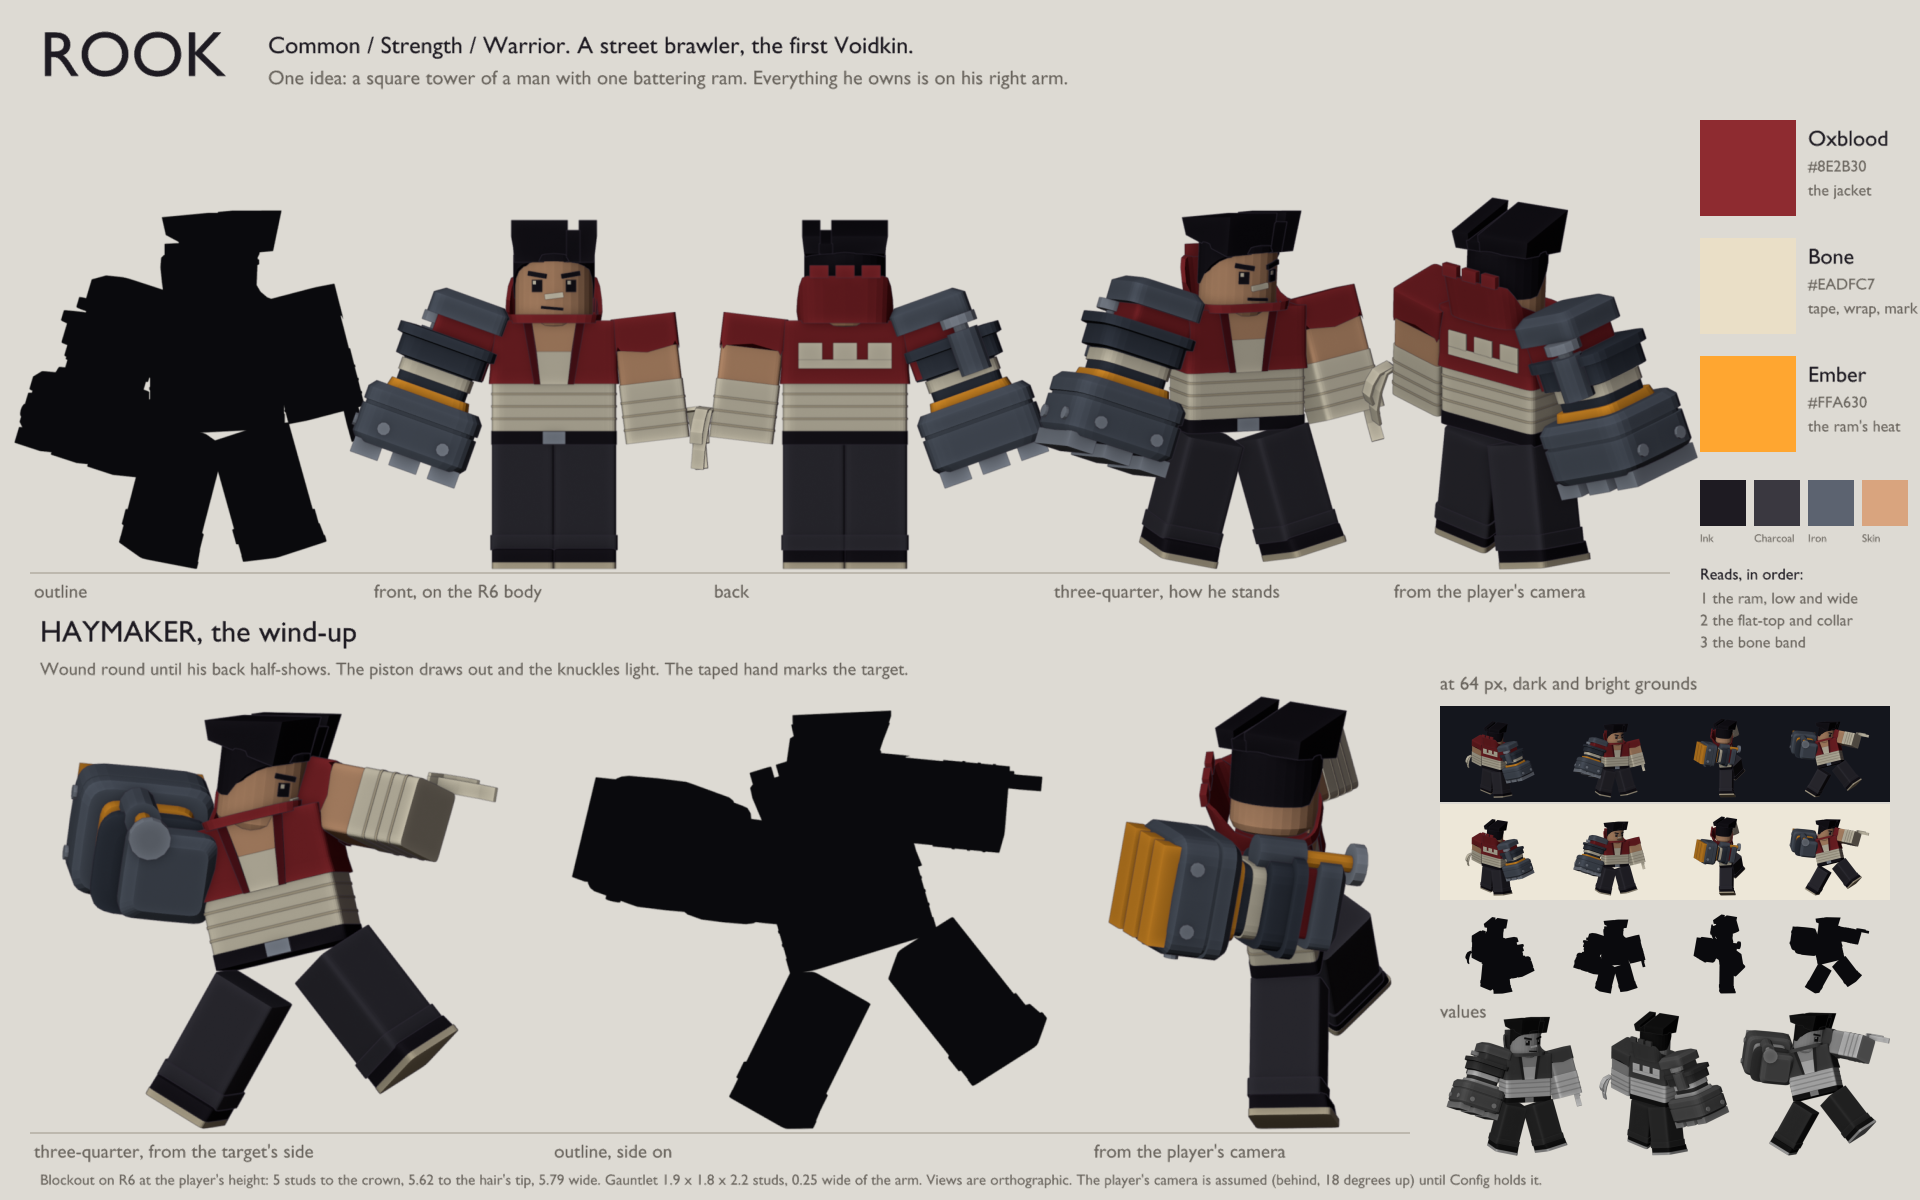 ROOK
Common / Strength / Warrior. A street brawler, the first Voidkin.
One idea: a square tower of a man with one battering ram. Everything he owns is on his right arm.
Oxblood
#8E2B30
the jacket
Bone
#EADFC7
tape, wrap, mark
Ember
#FFA630
the ram's heat
Ink
Charcoal
Iron
Skin
outline
front, on the R6 body
back
three-quarter, how he stands
from the player's camera
Reads, in order:
1 the ram, low and wide
2 the flat-top and collar
3 the bone band
HAYMAKER, the wind-up
Wound round until his back half-shows. The piston draws out and the knuckles light. The taped hand marks the target.
at 64 px, dark and bright grounds
values
three-quarter, from the target's side
outline, side on
from the player's camera
Blockout on R6 at the player's height: 5 studs to the crown, 5.62 to the hair's tip, 5.79 wide. Gauntlet 1.9 x 1.8 x 2.2 studs, 0.25 wide of the arm. Views are orthographic. The player's camera is assumed (behind, 18 degrees up) until Config holds it.